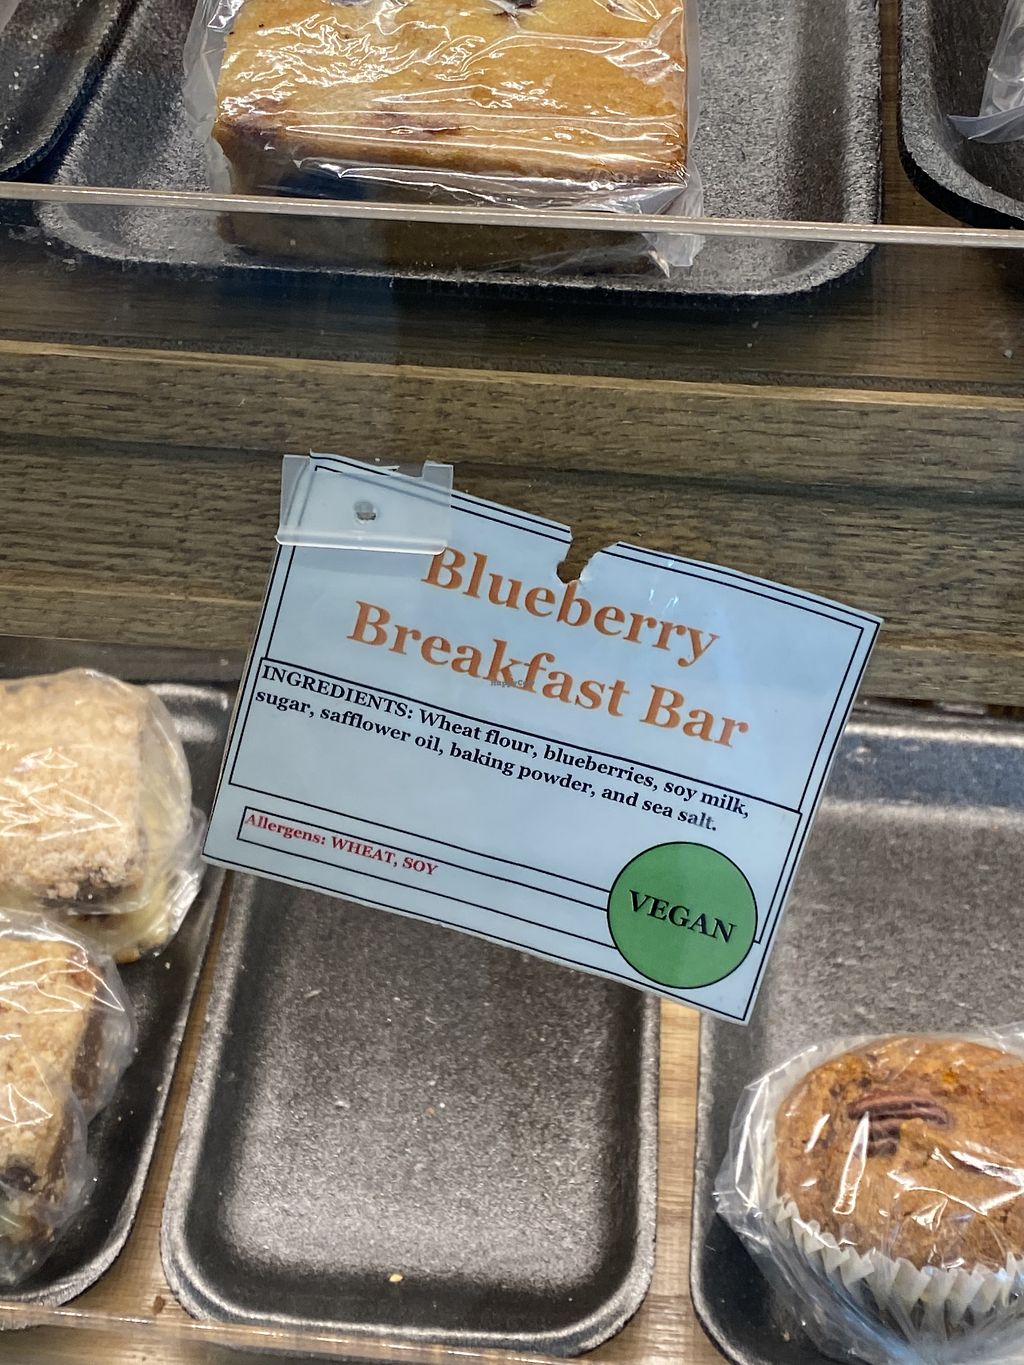 Blueberry
Breakfast Bar
INGREDIENTS: Wheat flour, blueberries, soy milk,
sugar, safflower oil, baking powder, and sea salt.
Allergens: WHEAT, SOY
VEGAN
HappyCow